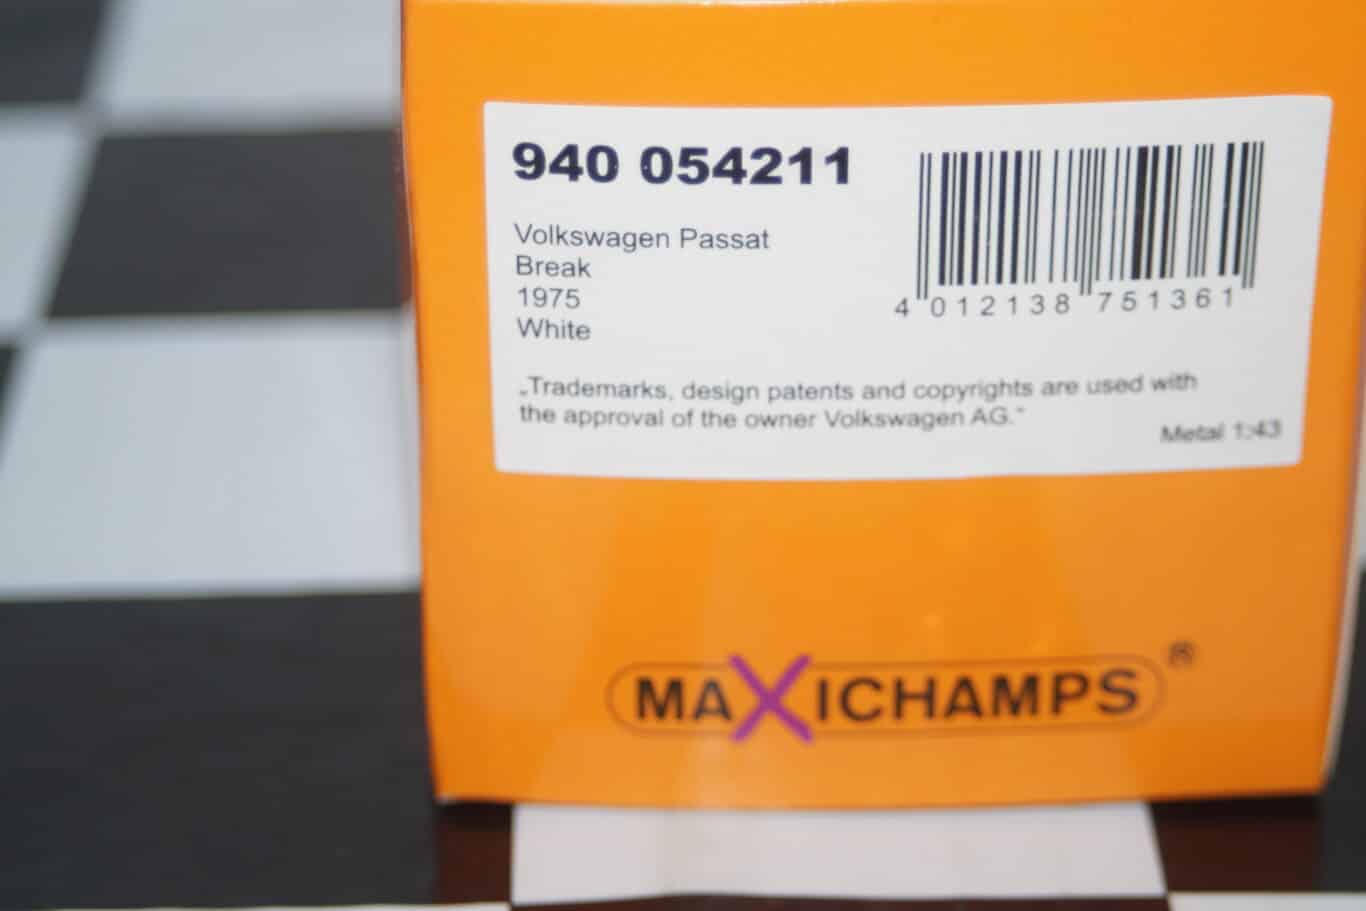 940 054211
Volkswagen Passat
Break
1975
White
4 012138 751361
„Trademarks, design patents and copyrights are used with
the approval of the owner Volkswagen AG.“
Metal 1:43
MAXICHAMPS®